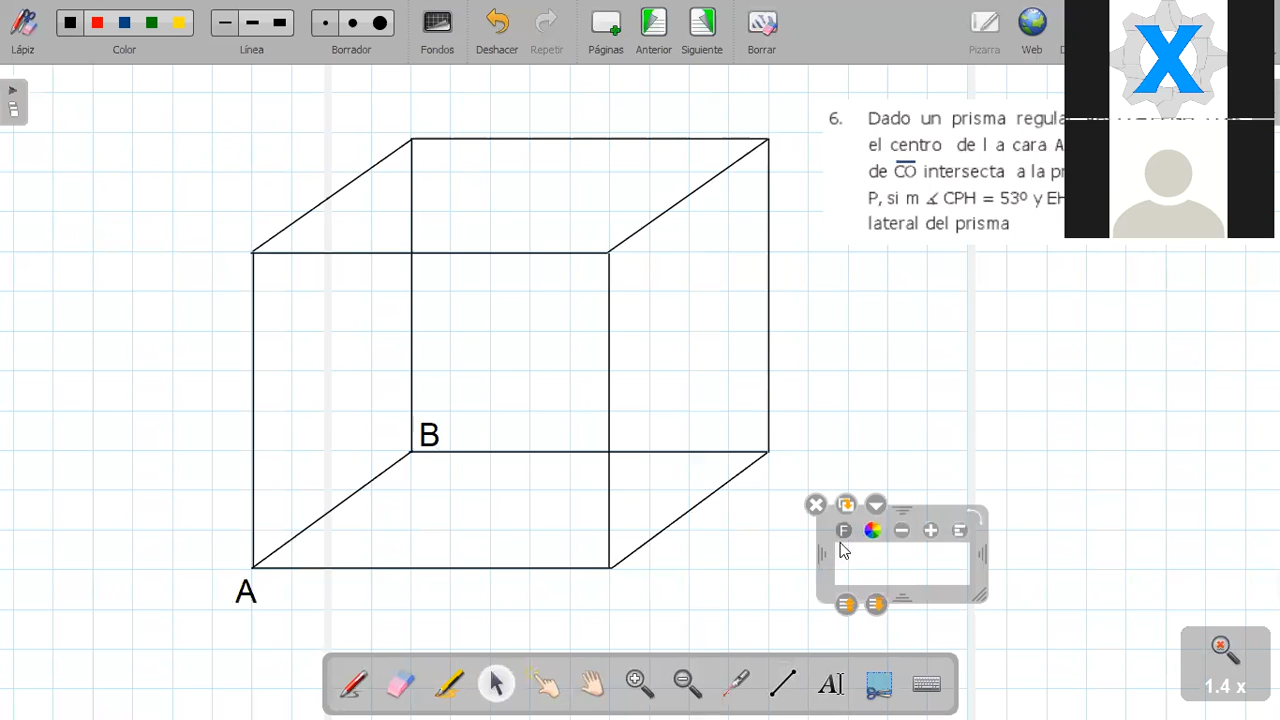 Lápiz
Color
Línea
Borrador
Fondos
Deshacer
Repetir
Páginas
Anterior
Siguiente
Borrar
Pizarra
Web
X
6. Dado un prisma regula
el centro de l a cara A
de CO intersecta a la pr
P, si m ∡ CPH = 53º y EH
lateral del prisma
B
A
F
AI
1.4 x